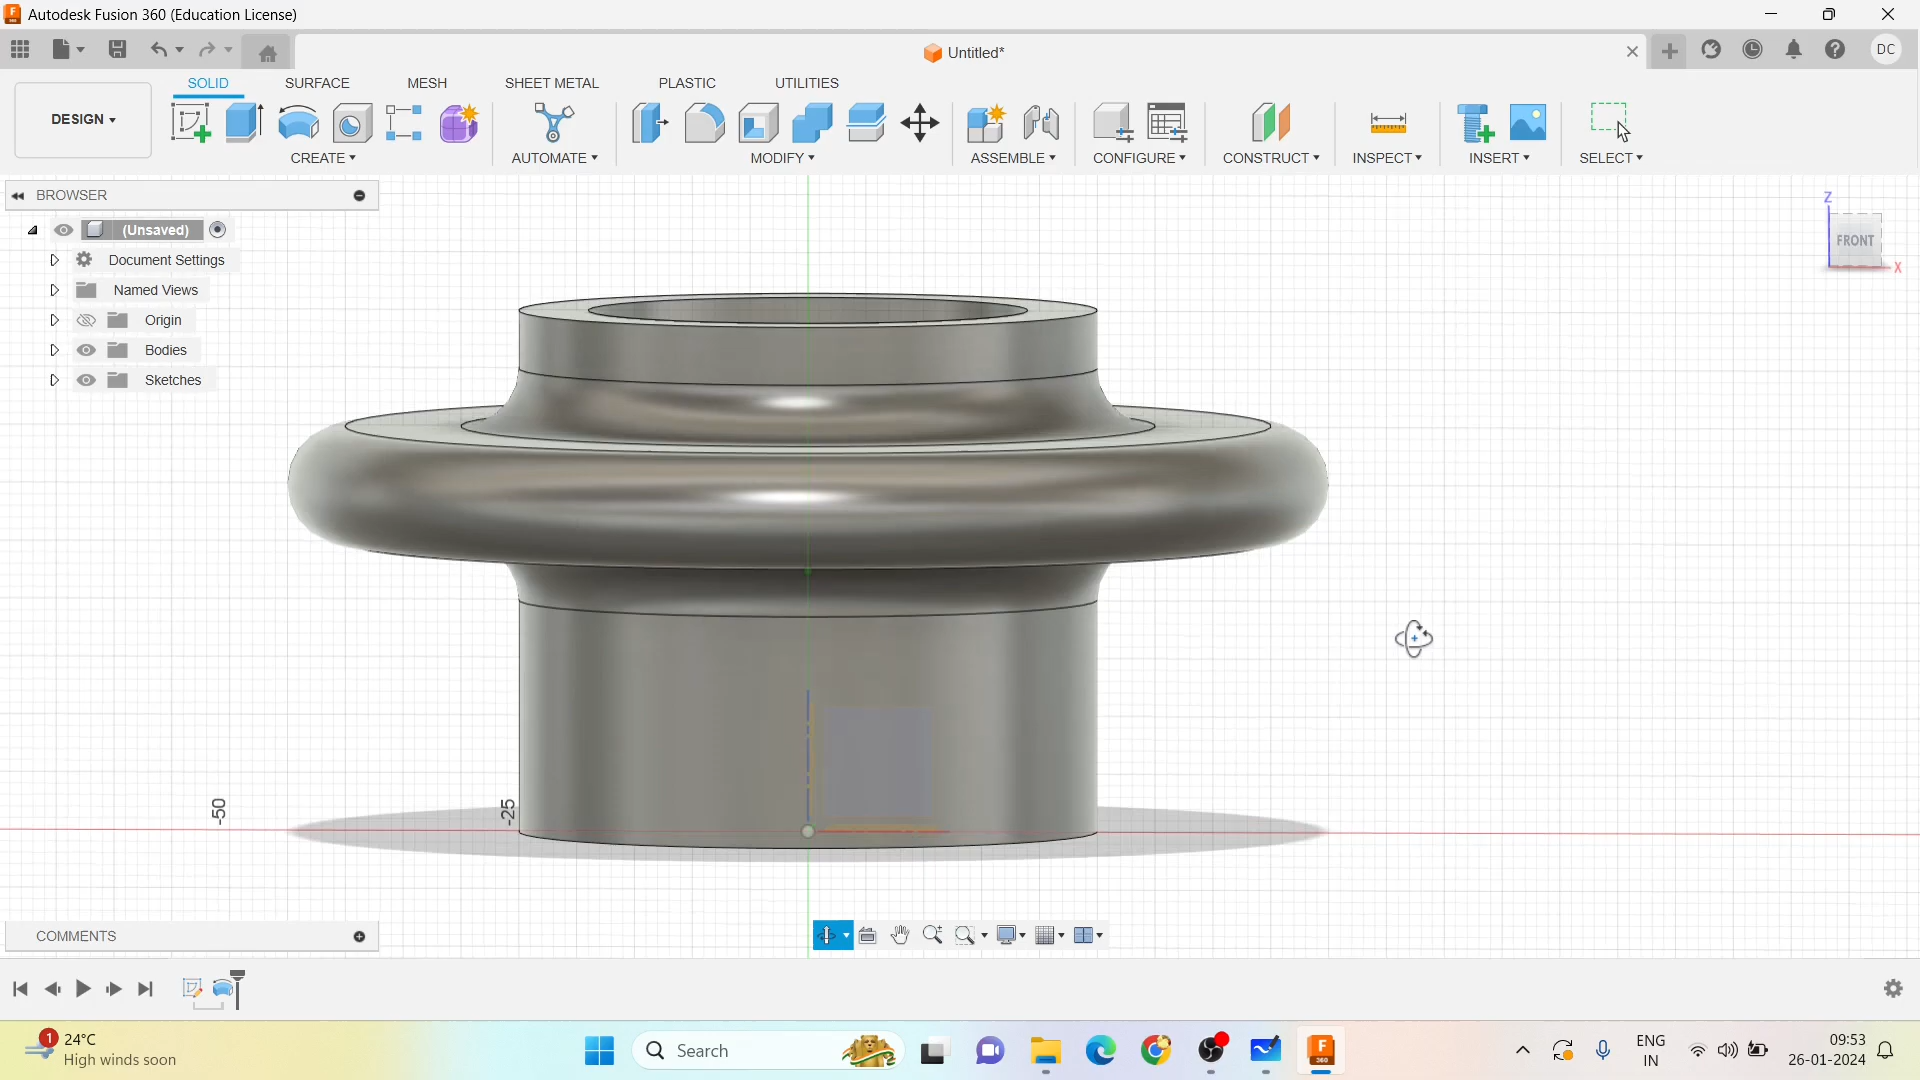 Autodesk Fusion 360 (Education License)
Untitled*
DC
DESIGN
SOLID
SURFACE
MESH
SHEET METAL
PLASTIC
UTILITIES
CREATE
AUTOMATE
MODIFY
ASSEMBLE
CONFIGURE
CONSTRUCT
INSPECT
INSERT
SELECT
BROWSER
(Unsaved)
Document Settings
Named Views
Origin
Bodies
Sketches
Z
FRONT
X
-50
-25
COMMENTS
1
24°C
High winds soon
Search
F
360
ENG
IN
09:53
26-01-2024